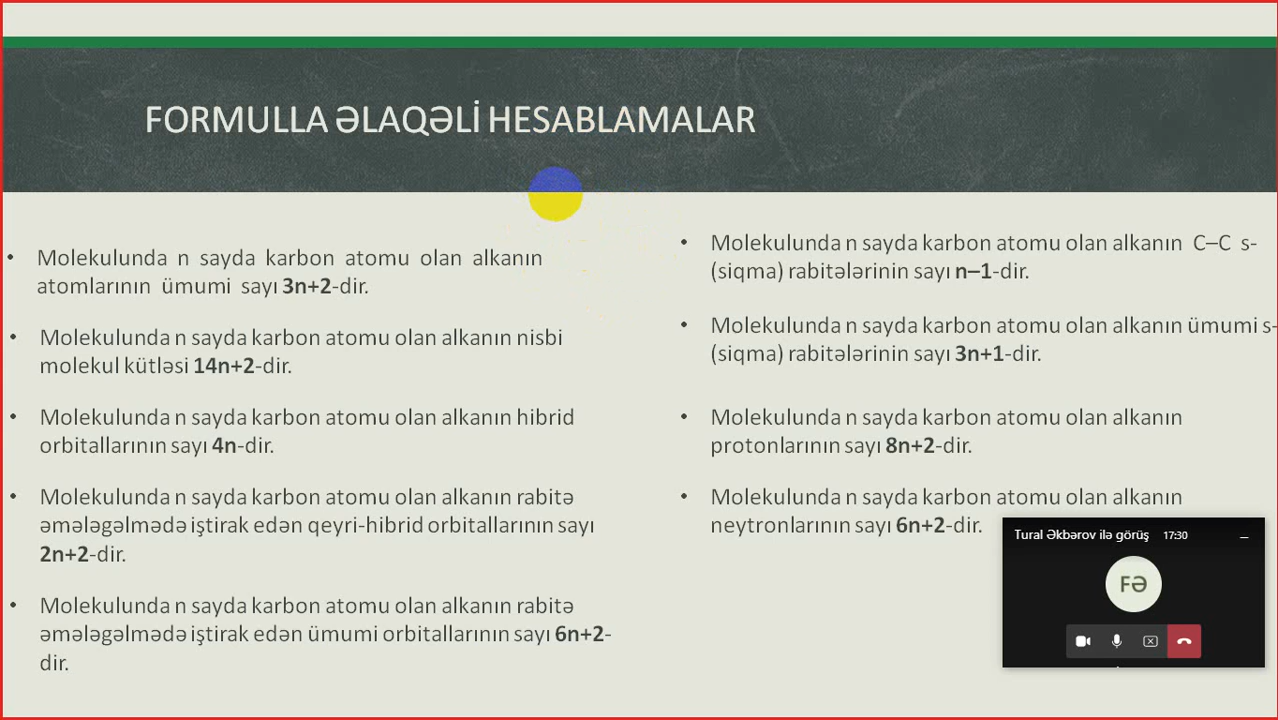 FORMULLA ƏLAQƏLİ HESABLAMALAR
• Molekulunda n sayda karbon atomu olan alkanın
atomlarının ümumi sayı 3n+2-dir.
• Molekulunda n sayda karbon atomu olan alkanın nisbi
molekul kütləsi 14n+2-dir.
• Molekulunda n sayda karbon atomu olan alkanın hibrid
orbitallarının sayı 4n-dir.
• Molekulunda n sayda karbon atomu olan alkanın rabitə
əmələgəlmədə iştirak edən qeyri-hibrid orbitallarının sayı
2n+2-dir.
• Molekulunda n sayda karbon atomu olan alkanın rabitə
əmələgəlmədə iştirak edən ümumi orbitallarının sayı 6n+2-
dir.
• Molekulunda n sayda karbon atomu olan alkanın C–C s-
(siqma) rabitələrinin sayı n–1-dir.
• Molekulunda n sayda karbon atomu olan alkanın ümumi s-
(siqma) rabitələrinin sayı 3n+1-dir.
• Molekulunda n sayda karbon atomu olan alkanın
protonlarının sayı 8n+2-dir.
• Molekulunda n sayda karbon atomu olan alkanın
neytronlarının sayı 6n+2-dir.
Tural Əkbərov ilə görüş 17:30
FƏ